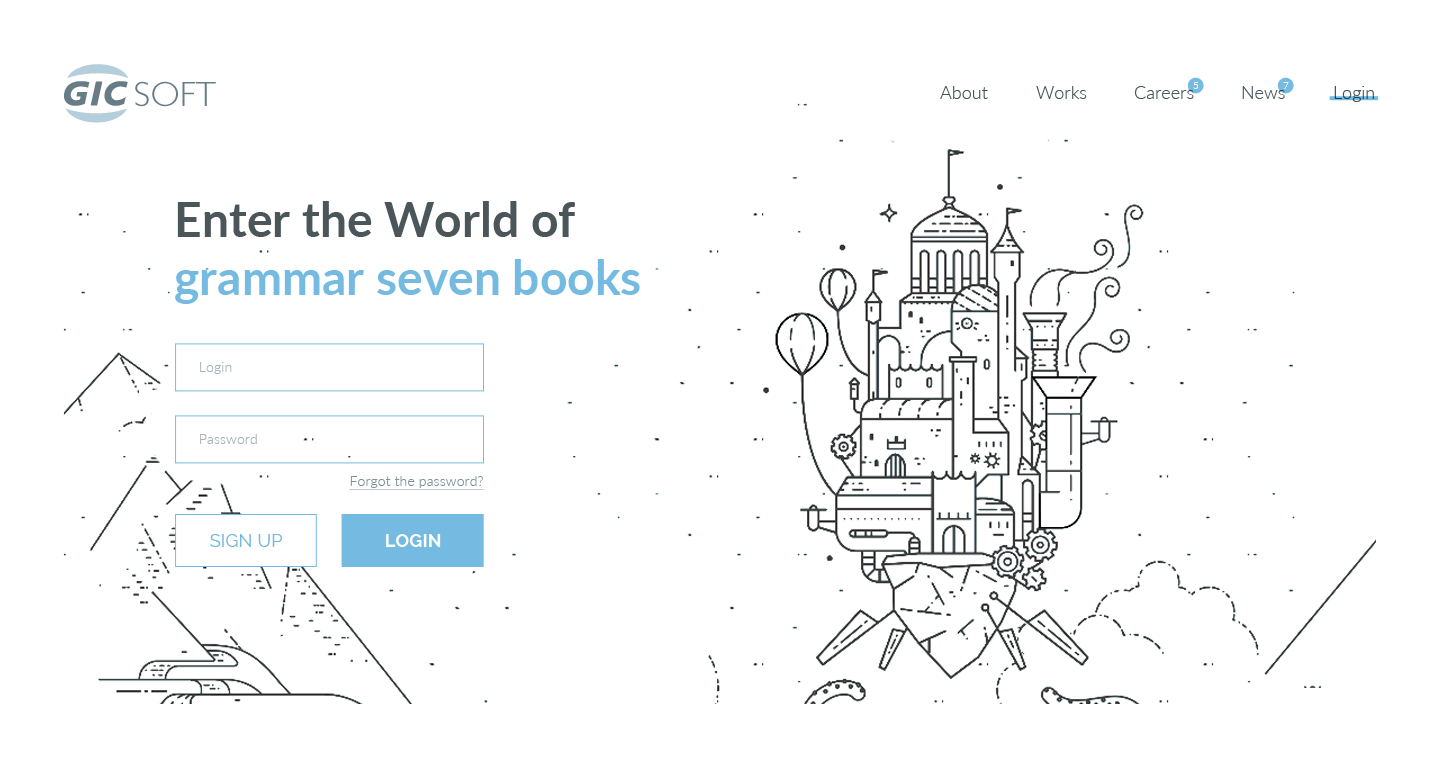 GIC SOFT
About Works Careers 5 News 7 Login
Enter the World of
grammar seven books
Login
Password
Forgot the password?
SIGN UP LOGIN